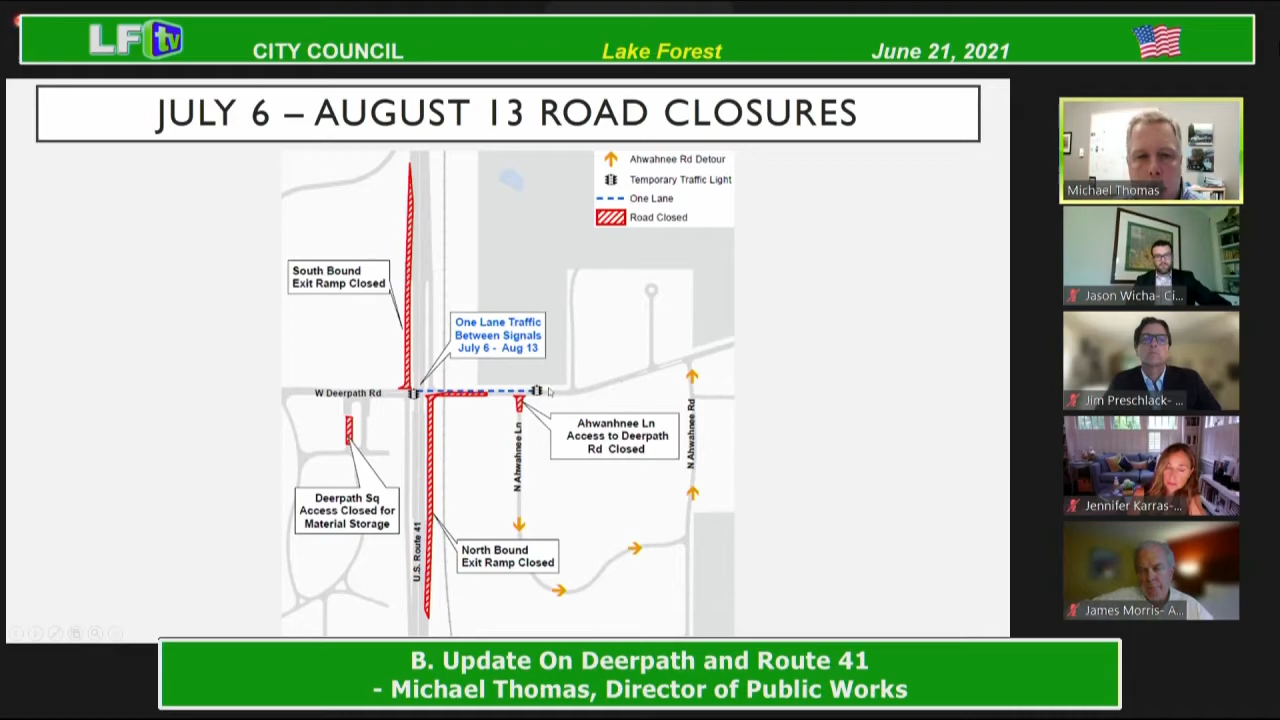 LFtv
CITY COUNCIL
Lake Forest
June 21, 2021
JULY 6 – AUGUST 13 ROAD CLOSURES
Ahwahnee Rd Detour
Temporary Traffic Light
One Lane
Road Closed
South Bound
Exit Ramp Closed
One Lane Traffic
Between Signals
July 6 - Aug 13
W Deerpath Rd
Ahwanhnee Ln
Access to Deerpath
Rd Closed
N Ahwahnee Ln
N Ahwahnee Rd
Deerpath Sq
Access Closed for
Material Storage
U.S. Route 41
North Bound
Exit Ramp Closed
Michael Thomas
Jason Wicha- Ci...
Jim Preschlack- ...
Jennifer Karras-...
James Morris- A...
B. Update On Deerpath and Route 41
- Michael Thomas, Director of Public Works